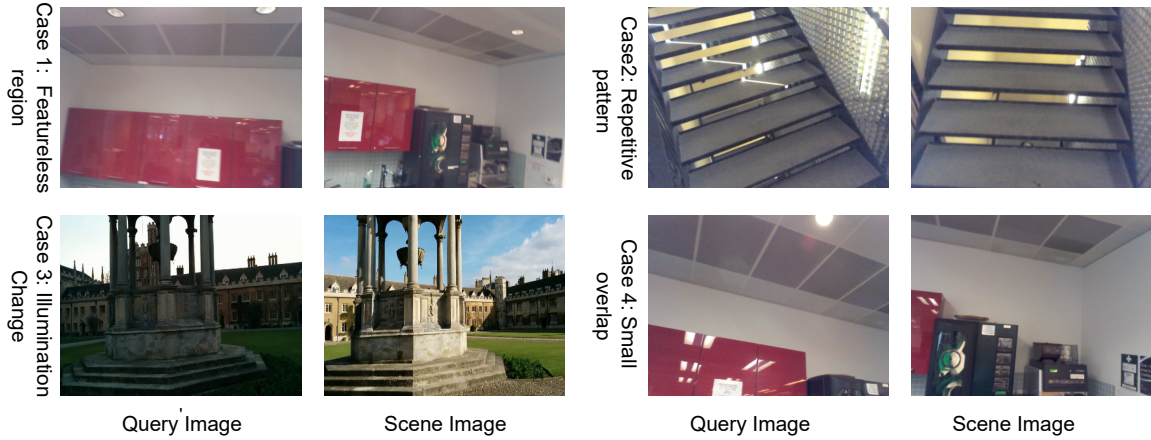 Case 1: Featureless
region
Case2: Repetitive
pattern
Case 3: Illumination
Change
Case 4: Small
overlap
Query Image
Scene Image
Query Image
Scene Image